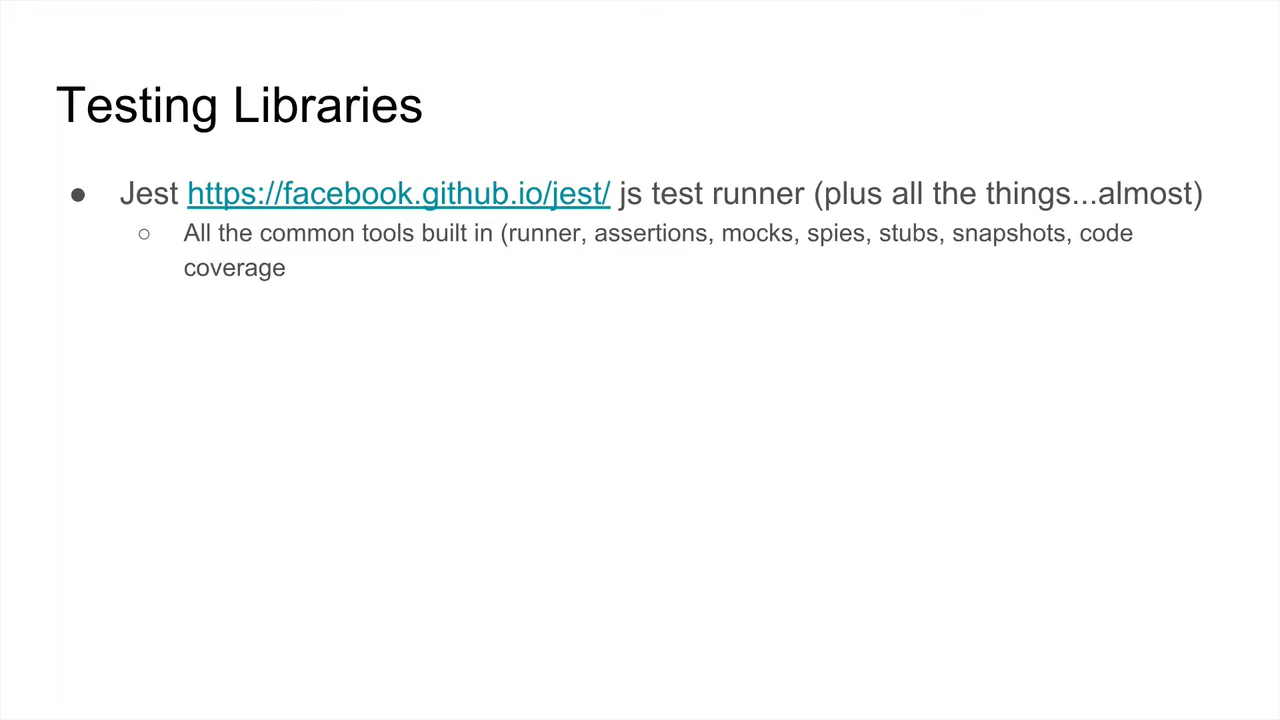 Testing Libraries
● Jest https://facebook.github.io/jest/ js test runner (plus all the things...almost)
○ All the common tools built in (runner, assertions, mocks, spies, stubs, snapshots, code
coverage